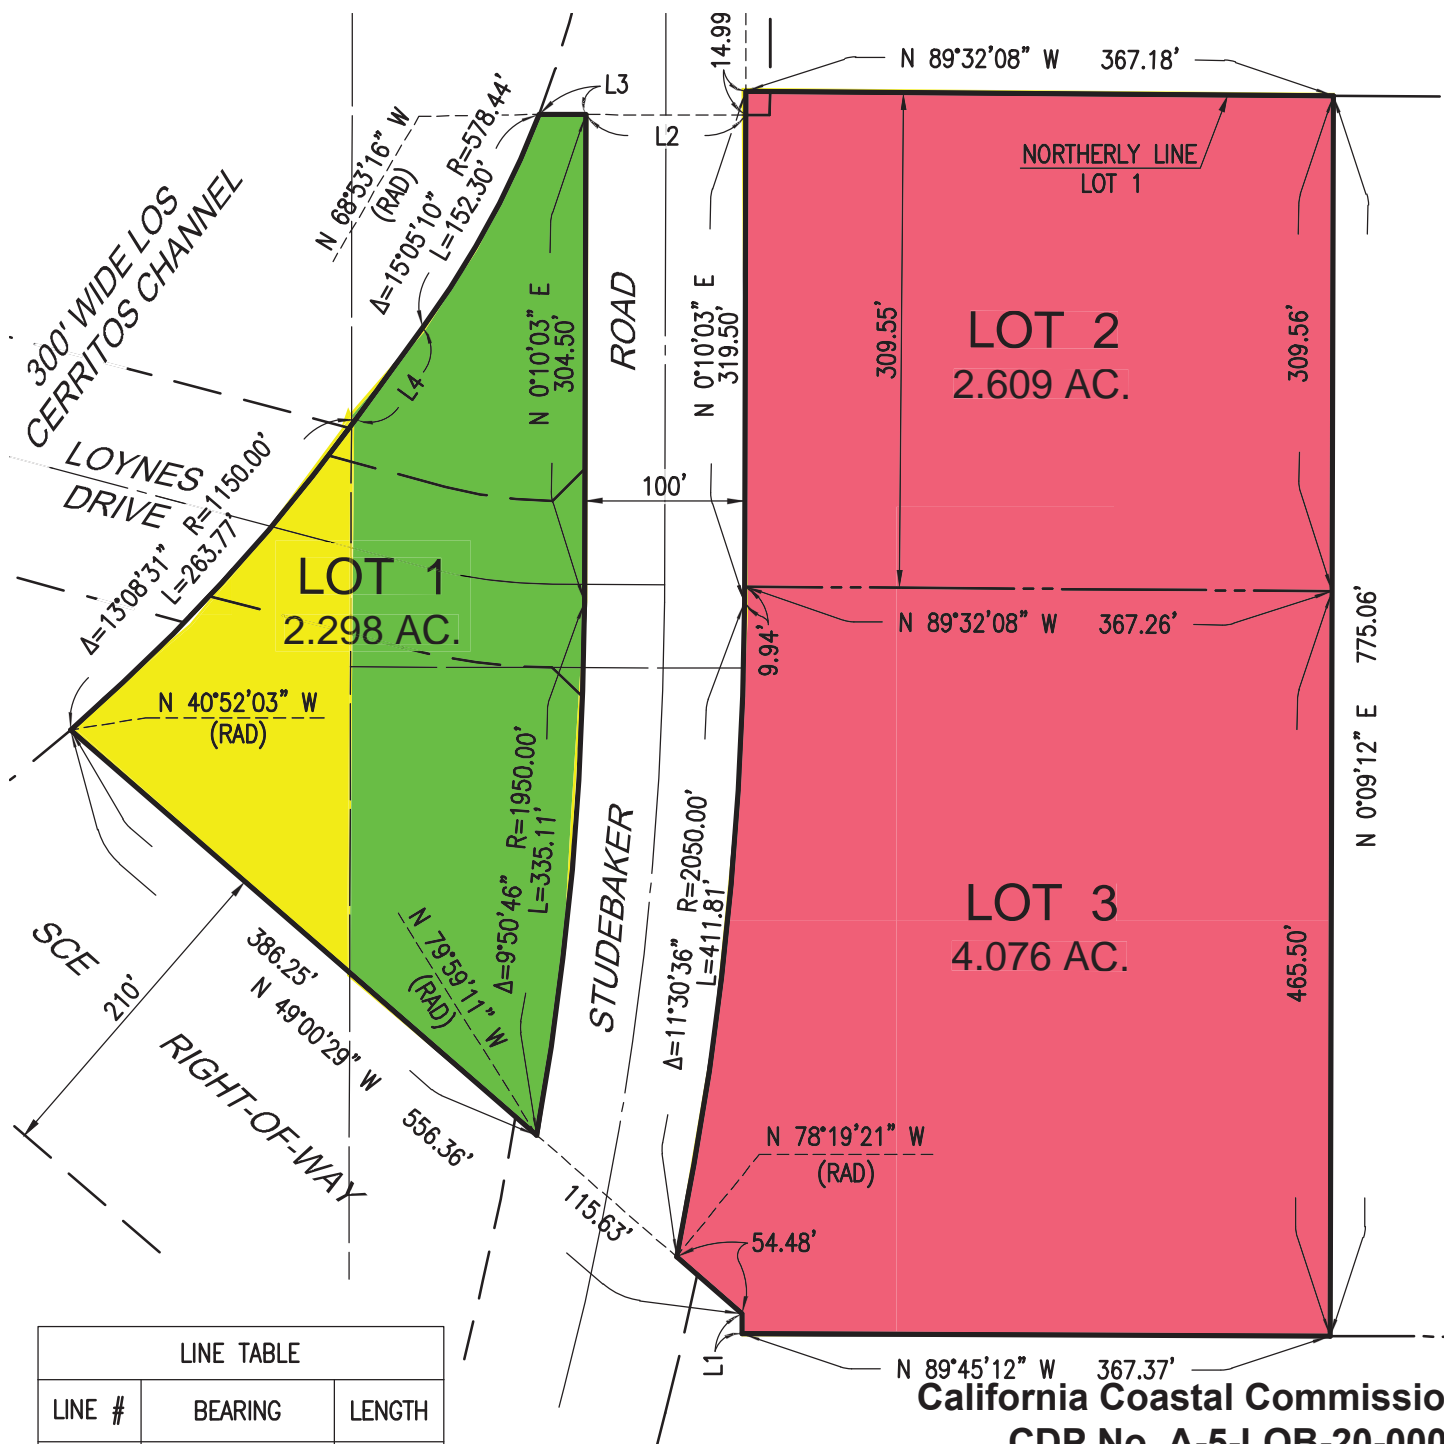 14.99
N 89°32'08" W 367.18'
L3
L2
N 68°53'16" W
(RAD)
Δ=15°05'10" R=578.44'
L=152.30'
NORTHERLY LINE
LOT 1
300' WIDE LOS
CERRITOS CHANNEL
N 0°10'03" E
304.50'
ROAD
N 0°10'03" E
319.50'
309.55'
LOT 2
2.609 AC.
309.56'
L4
LOYNES
DRIVE
Δ=13°08'31" R=1150.00'
L=263.77'
100'
LOT 1
2.298 AC.
N 89°32'08" W 367.26'
9.94'
N 0°09'12" E 775.06'
N 40°52'03" W
(RAD)
Δ=9°50'46" R=1950.00'
L=335.11'
STUDEBAKER
Δ=11°30'36" R=2050.00'
L=411.81'
LOT 3
4.076 AC.
465.50'
SCE
210'
RIGHT-OF-WAY
386.25'
N 49°00'29" W 556.36'
N 79°59'11" W
(RAD)
N 78°19'21" W
(RAD)
115.63'
54.48'
L1
N 89°45'12" W 367.37'
LINE TABLE
LINE # BEARING LENGTH
California Coastal Commissio
CDP No. A-5-LOB-20-000